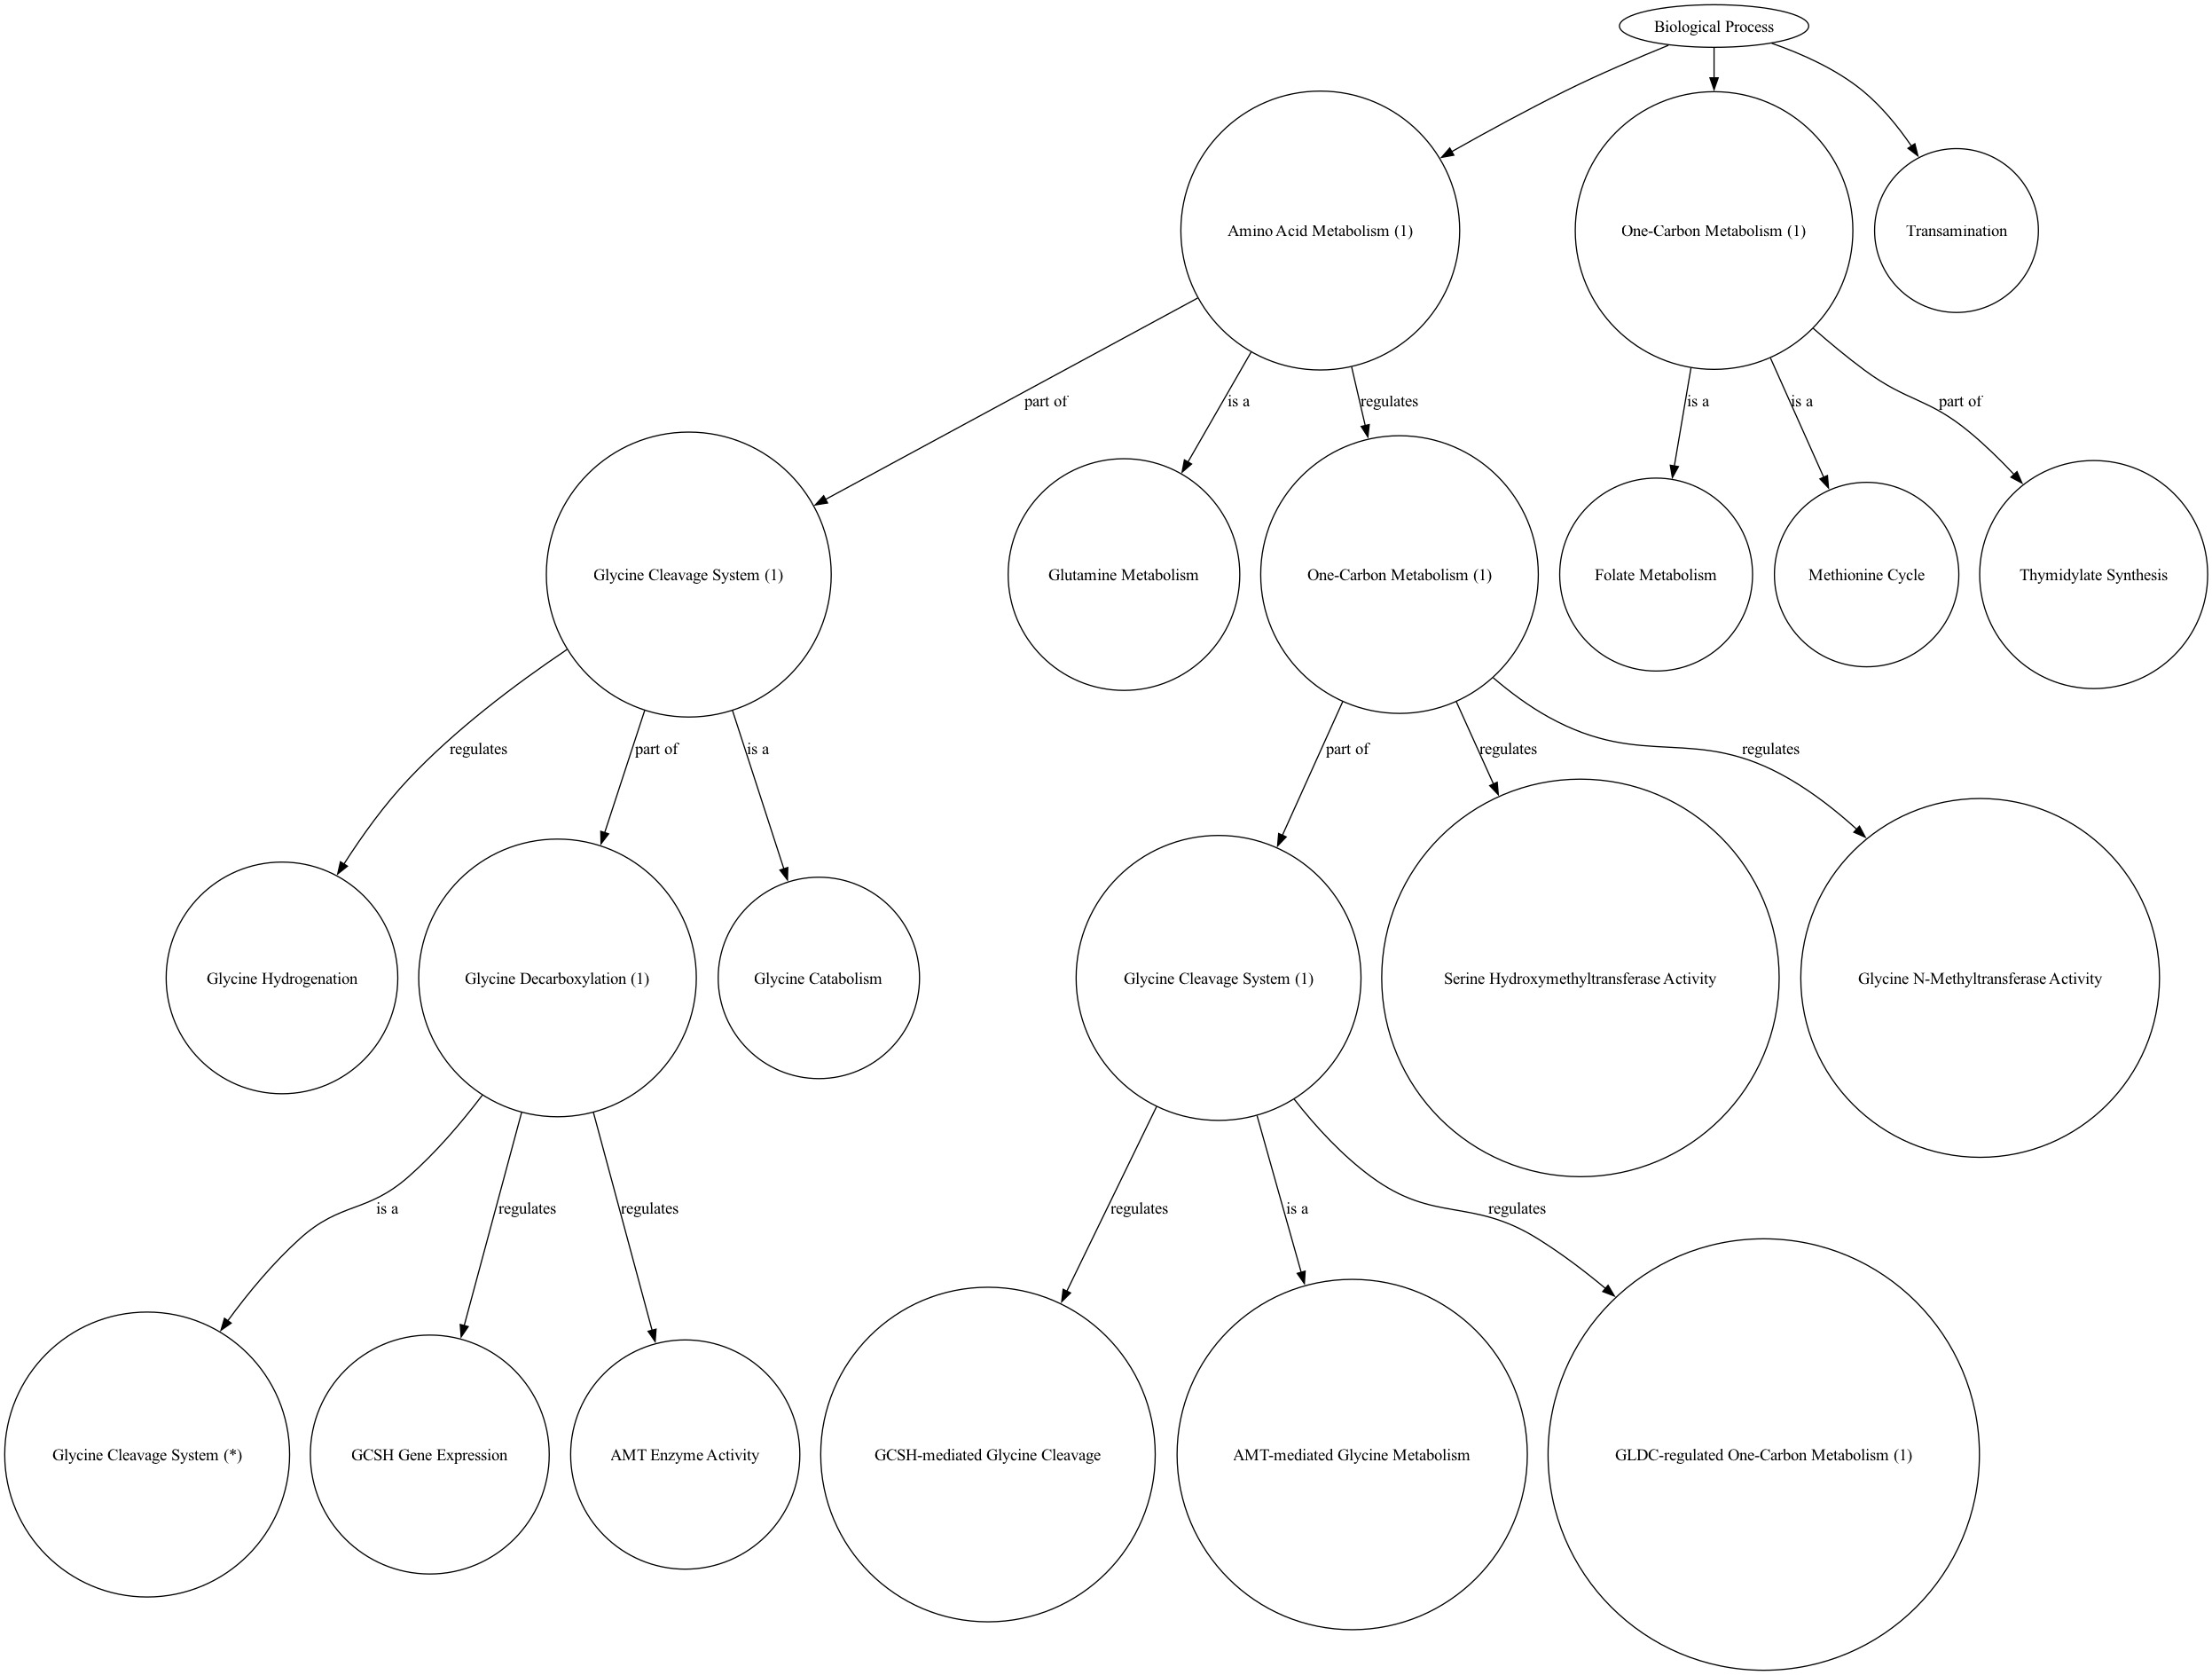 Biological Process
Amino Acid Metabolism (1)
One-Carbon Metabolism (1)
Transamination
part of
is a
regulates
is a
is a
part of
Glycine Cleavage System (1)
Glutamine Metabolism
One-Carbon Metabolism (1)
Folate Metabolism
Methionine Cycle
Thymidylate Synthesis
regulates
part of
is a
part of
regulates
regulates
Glycine Hydrogenation
Glycine Decarboxylation (1)
Glycine Catabolism
Glycine Cleavage System (1)
Serine Hydroxymethyltransferase Activity
Glycine N-Methyltransferase Activity
is a
regulates
regulates
regulates
is a
regulates
Glycine Cleavage System (*)
GCSH Gene Expression
AMT Enzyme Activity
GCSH-mediated Glycine Cleavage
AMT-mediated Glycine Metabolism
GLDC-regulated One-Carbon Metabolism (1)